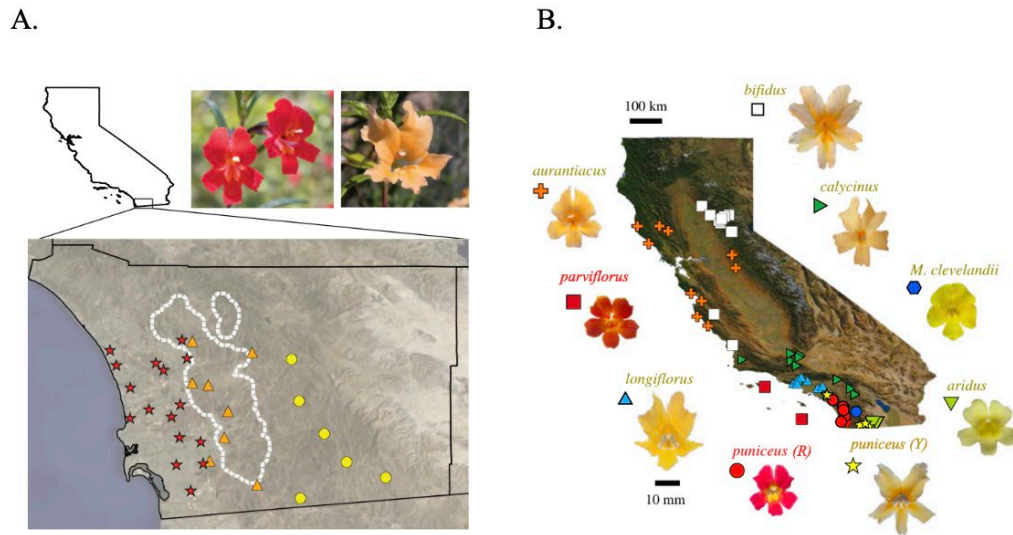 A.
B.
100 km
bifidus
aurantiacus
calycinus
parviflorus
M. clevelandii
longiflorus
aridus
puniceus (R)
puniceus (Y)
10 mm